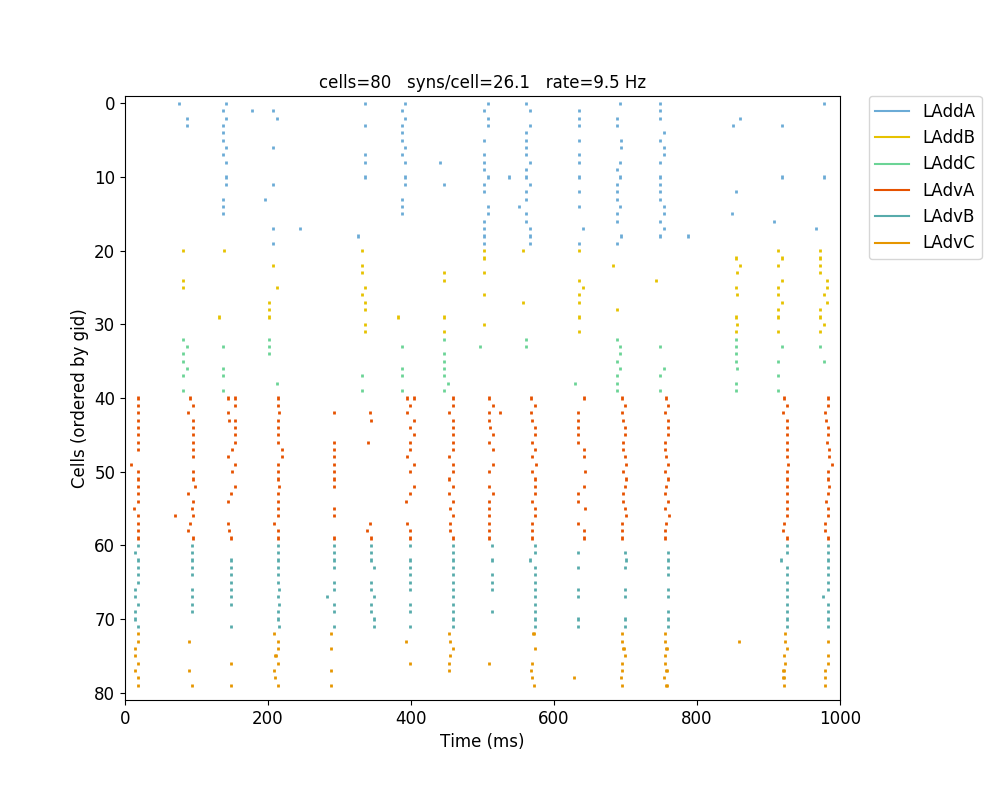 cells=80   syns/cell=26.1   rate=9.5 Hz
0
10
20
30
40
50
60
70
80
Cells (ordered by gid)
0
200
400
600
800
1000
Time (ms)
LAddA
LAddB
LAddC
LAdvA
LAdvB
LAdvC